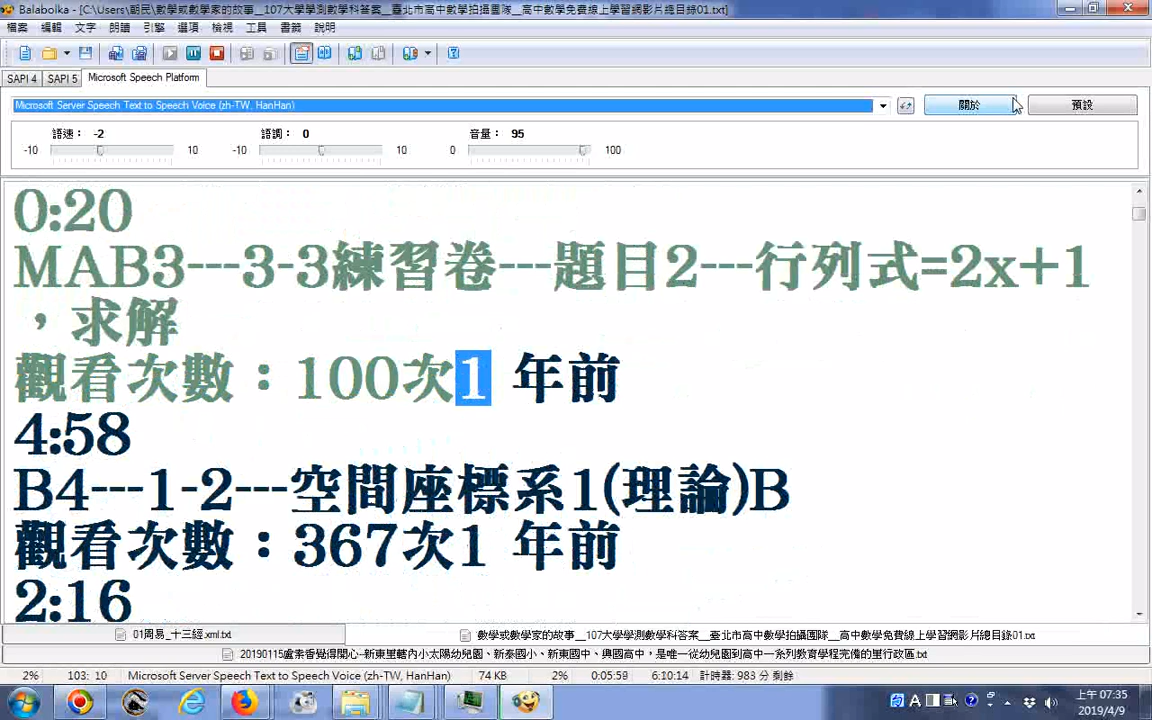 Balabolka - [C:\Users\朝民\數學或數學家的故事__107大學學測數學科答案__臺北市高中數學拍攝團隊__高中數學免費線上學習網影片總目錄01.txt]
檔案 編輯 文字 朗讀 引擎 選項 檢視 工具 書籤 說明
SAPI 4 SAPI 5 Microsoft Speech Platform
Microsoft Server Speech Text to Speech Voice (zh-TW, HanHan) 關於 預設
語速： -2 語調： 0 音量： 95
-10 10 -10 10 0 100
0:20
MAB3---3-3練習卷---題目2---行列式=2x+1
，求解
觀看次數：100次1 年前
4:58
B4---1-2---空間座標系1(理論)B
觀看次數：367次1 年前
2:16
01周易_十三經.xml.txt 數學或數學家的故事__107大學學測數學科答案__臺北市高中數學拍攝團隊__高中數學免費線上學習網影片總目錄01.txt
20190115盧素香覺得開心--新東里轄內小太陽幼兒園、新泰國小、新東國中、興國高中，是唯一從幼兒園到高中一系列教育學程完備的里行政區.txt
2% 103: 10 Microsoft Server Speech Text to Speech Voice (zh-TW, HanHan) 74 KB 2% 0:05:59 6:10:14 計時器: 983 分 剩餘
上午 07:35
2019/4/9